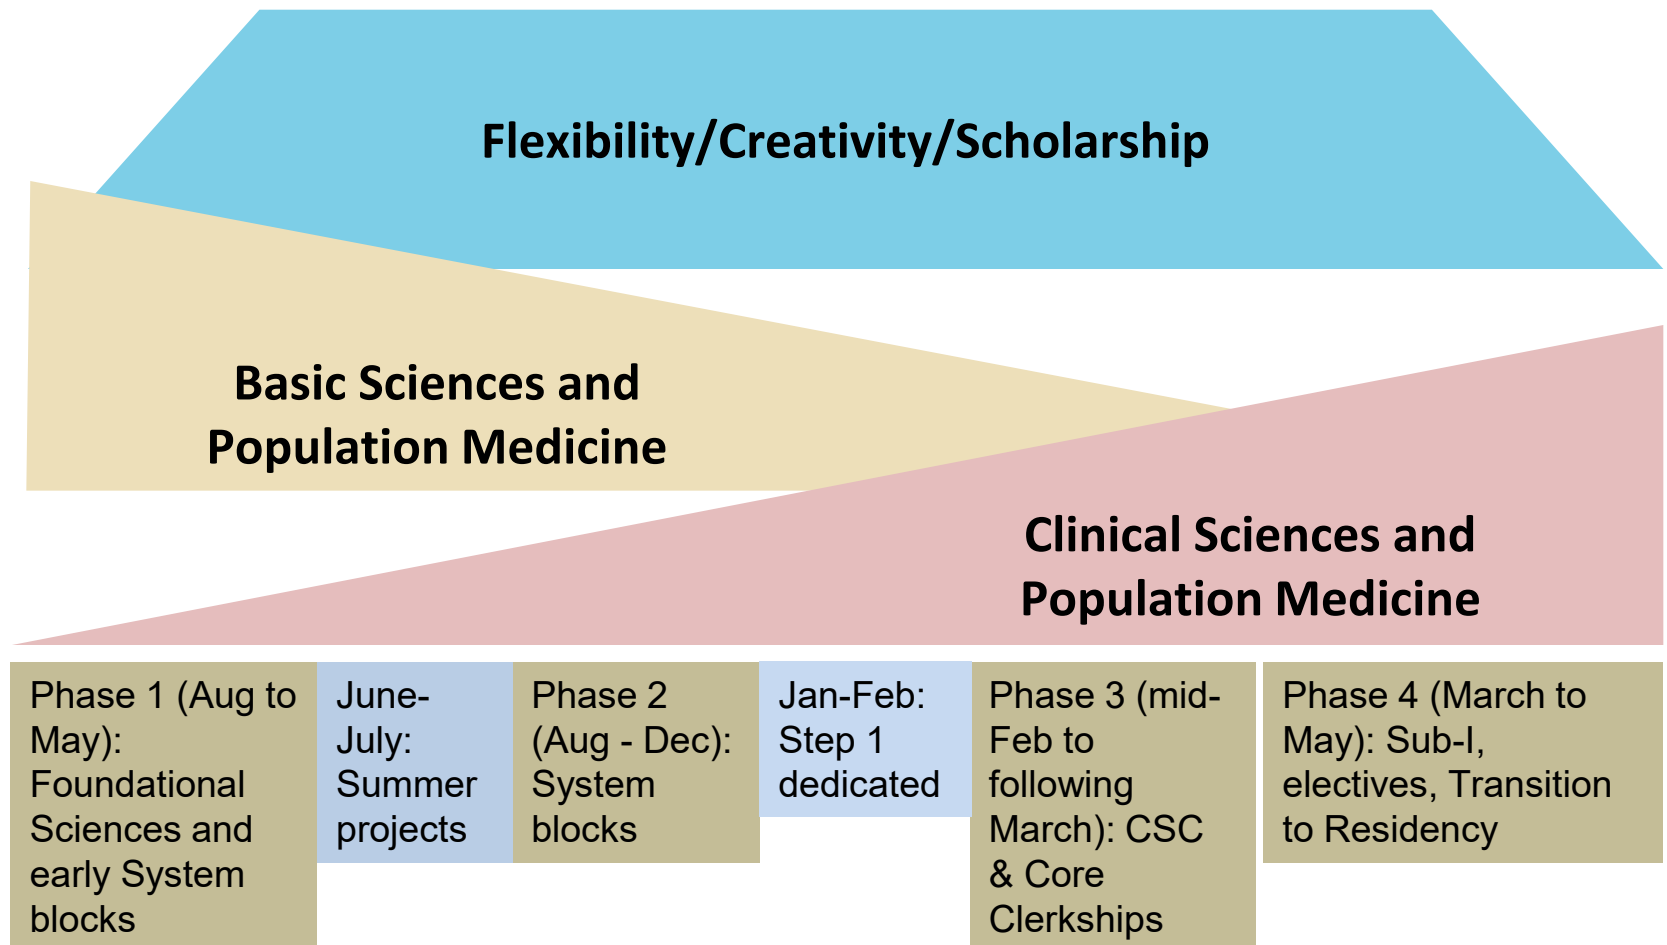 Flexibility/Creativity/Scholarship
Basic Sciences and
Population Medicine
Clinical Sciences and
Population Medicine
Phase 1 (Aug to
May):
Foundational
Sciences and
early System
blocks
June-
July:
Summer
projects
Phase 2
(Aug - Dec):
System
blocks
Jan-Feb:
Step 1
dedicated
Phase 3 (mid-
Feb to
following
March): CSC
& Core
Clerkships
Phase 4 (March to
May): Sub-I,
electives, Transition
to Residency